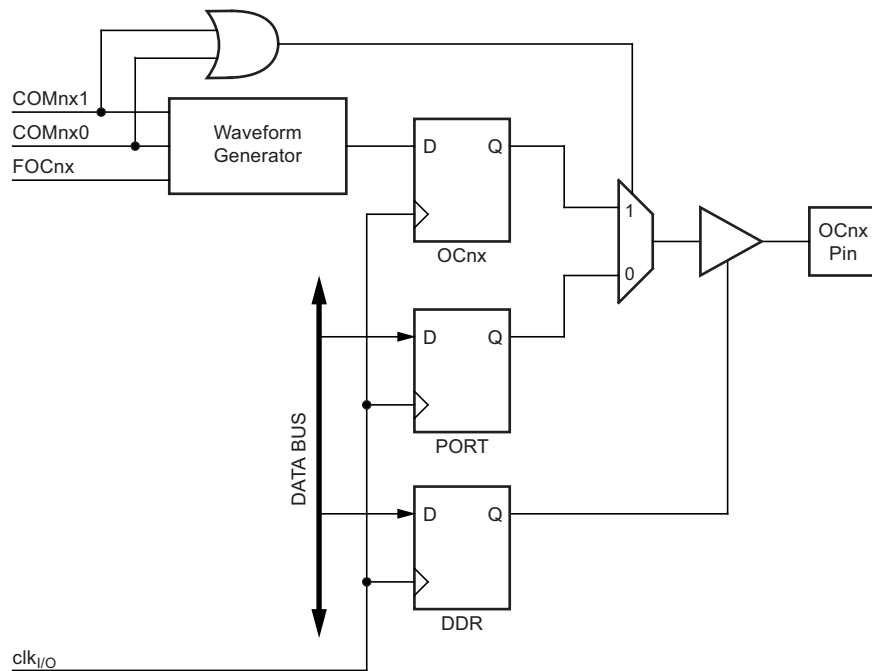 COMnx1
COMnx0
FOCnx
Waveform
Generator
D
Q
OCnx
1
0
OCnx
Pin
D
Q
PORT
DATA BUS
D
Q
DDR
clkI/O